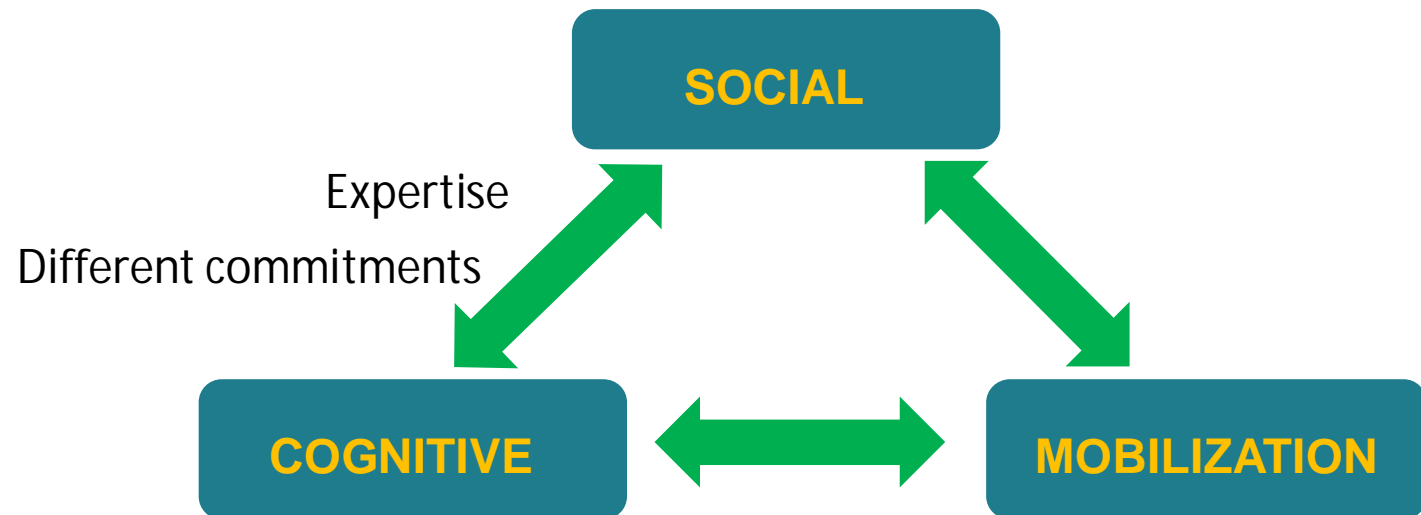 SOCIAL
Expertise
Different commitments
COGNITIVE
MOBILIZATION